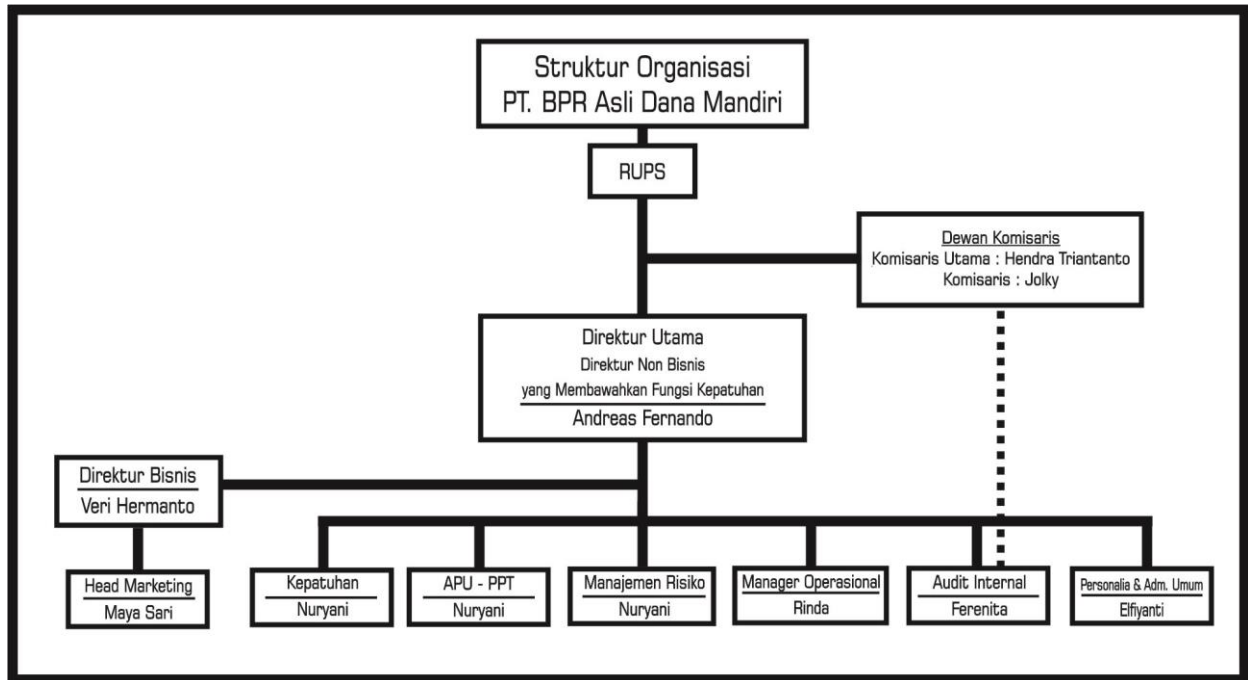 Struktur Organisasi
PT. BPR Asli Dana Mandiri
RUPS
Dewan Komisaris
Komisaris Utama : Hendra Triantanto
Komisaris : Jolky
Direktur Utama
Direktur Non Bisnis
yang Membawahkan Fungsi Kepatuhan
Andreas Fernando
Direktur Bisnis
Veri Hermanto
Head Marketing
Maya Sari
Kepatuhan
Nuryani
APU - PPT
Nuryani
Manajemen Risiko
Nuryani
Manager Operasional
Rinda
Audit Internal
Ferenita
Personalia & Adm. Umum
Elfiyanti